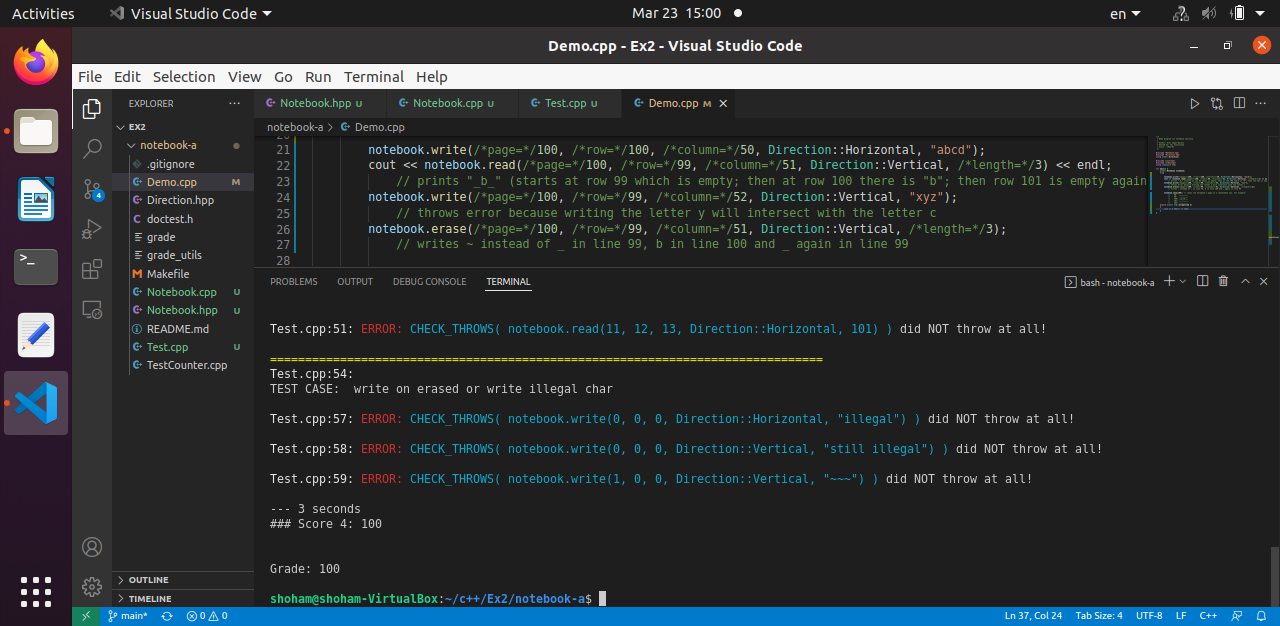 Activities
Visual Studio Code
Mar 23 15:00
en
Demo.cpp - Ex2 - Visual Studio Code
File Edit Selection View Go Run Terminal Help
EXPLORER
Notebook.hpp U
Notebook.cpp U
Test.cpp U
Demo.cpp M
EX2
notebook-a > Demo.cpp
notebook-a
.gitignore
Demo.cpp M
Direction.hpp
doctest.h
grade
grade_utils
Makefile
Notebook.cpp U
Notebook.hpp U
README.md
Test.cpp U
TestCounter.cpp
OUTLINE
TIMELINE
4
21 notebook.write(/*page=*/100, /*row=*/100, /*column=*/50, Direction::Horizontal, "abcd");
22 cout << notebook.read(/*page=*/100, /*row=*/99, /*column=*/51, Direction::Vertical, /*length=*/3) << endl;
23 // prints "_b_" (starts at row 99 which is empty; then at row 100 there is "b"; then row 101 is empty again
24 notebook.write(/*page=*/100, /*row=*/99, /*column=*/52, Direction::Vertical, "xyz");
25 // throws error because writing the letter y will intersect with the letter c
26 notebook.erase(/*page=*/100, /*row=*/99, /*column=*/51, Direction::Vertical, /*length=*/3);
27 // writes ~ instead of _ in line 99, b in line 100 and _ again in line 99
28
PROBLEMS OUTPUT DEBUG CONSOLE TERMINAL
bash - notebook-a
Test.cpp:51: ERROR: CHECK_THROWS( notebook.read(11, 12, 13, Direction::Horizontal, 101) ) did NOT throw at all!
===============================================================================
Test.cpp:54:
TEST CASE:  write on erased or write illegal char
Test.cpp:57: ERROR: CHECK_THROWS( notebook.write(0, 0, 0, Direction::Horizontal, "illegal") ) did NOT throw at all!
Test.cpp:58: ERROR: CHECK_THROWS( notebook.write(0, 0, 0, Direction::Vertical, "still illegal") ) did NOT throw at all!
Test.cpp:59: ERROR: CHECK_THROWS( notebook.write(1, 0, 0, Direction::Vertical, "~~~") ) did NOT throw at all!
--- 3 seconds
### Score 4: 100
Grade: 100
shoham@shoham-VirtualBox:~/c++/Ex2/notebook-a$
main*
0 0
Ln 37, Col 24 Tab Size: 4 UTF-8 LF C++